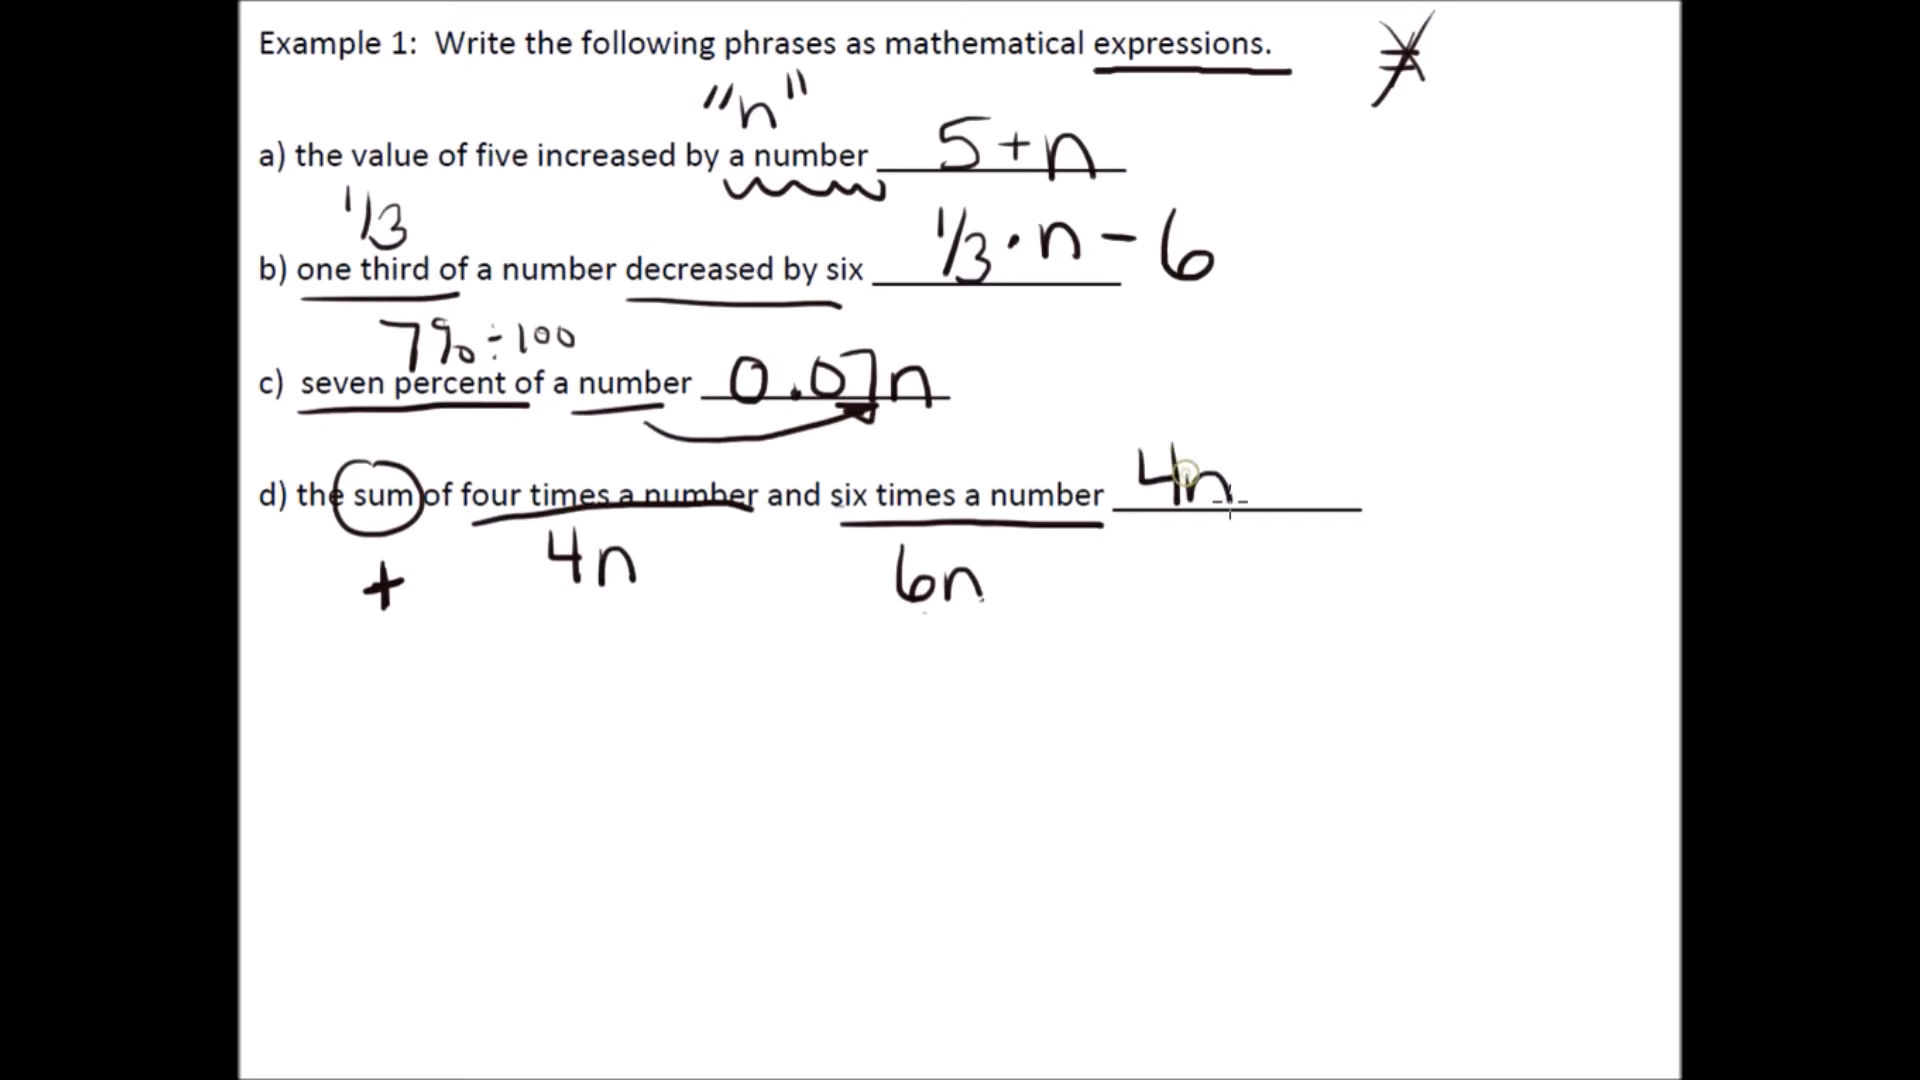 Example 1: Write the following phrases as mathematical expressions. ≠
"n"
a) the value of five increased by a number 5+n
1/3
b) one third of a number decreased by six 1/3 · n - 6
7% ÷ 100
c) seven percent of a number 0.07n
d) the sum of four times a number and six times a number 4n
+ 4n 6n